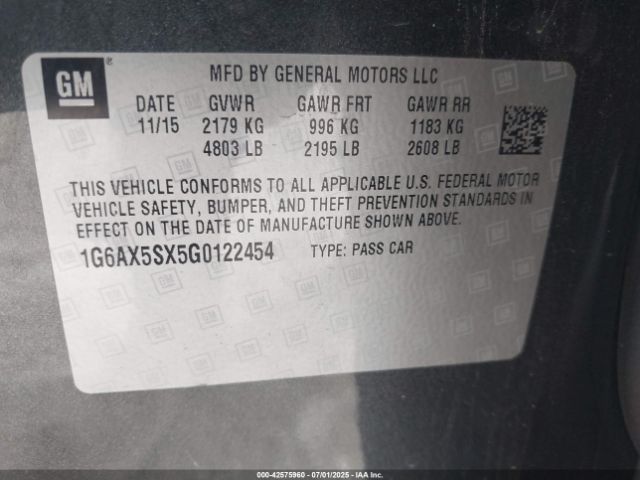 GM ®
MFD BY GENERAL MOTORS LLC
DATE GVWR GAWR FRT GAWR RR
11/15 2179 KG 996 KG 1183 KG
4803 LB 2195 LB 2608 LB
THIS VEHICLE CONFORMS TO ALL APPLICABLE U.S. FEDERAL MOTOR
VEHICLE SAFETY, BUMPER, AND THEFT PREVENTION STANDARDS IN
EFFECT ON THE DATE OF MANUFACTURE SHOWN ABOVE.
1G6AX5SX5G0122454 TYPE: PASS CAR
000-42575960 - 07/01/2025 - IAAI.COM